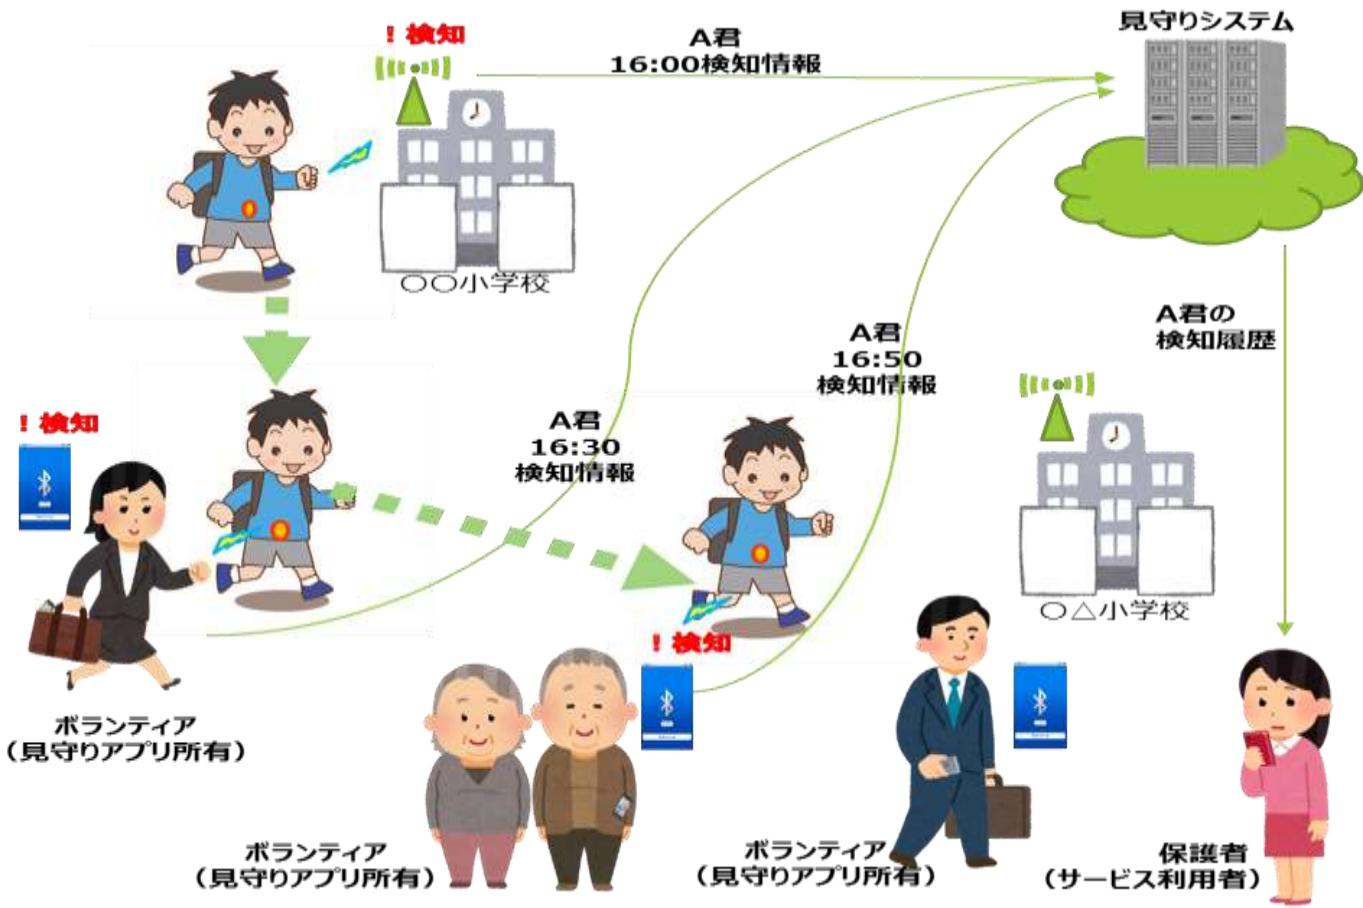 ！検知
A君
16:00検知情報
見守りシステム
○○小学校
A君の
検知履歴
A君
16:50
検知情報
！検知
A君
16:30
検知情報
○△小学校
！検知
ボランティア
（見守りアプリ所有）
ボランティア
（見守りアプリ所有）
ボランティア
（見守りアプリ所有）
保護者
（サービス利用者）